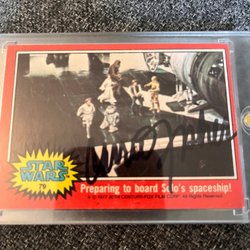 STAR
WARS
79
Preparing to board Solo's spaceship!
© 1977 20TH CENTURY-FOX FILM CORP. All Rights Reserved.